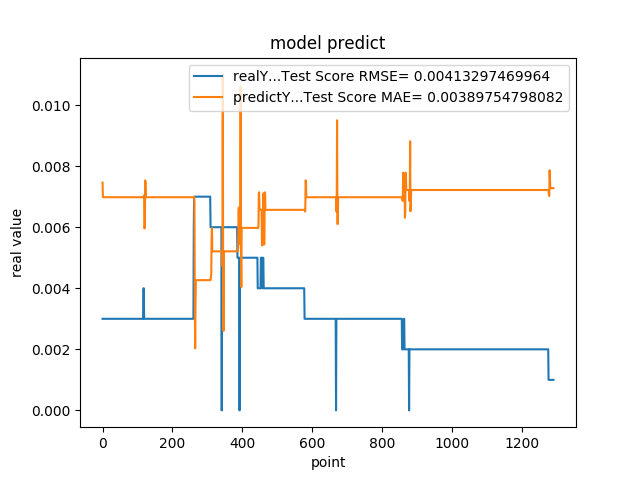 model predict
realY...Test Score RMSE= 0.00413297469964
predictY...Test Score MAE= 0.00389754798082
0.010
0.008
0.006
0.004
0.002
0.000
real value
0 200 400 600 800 1000 1200
point